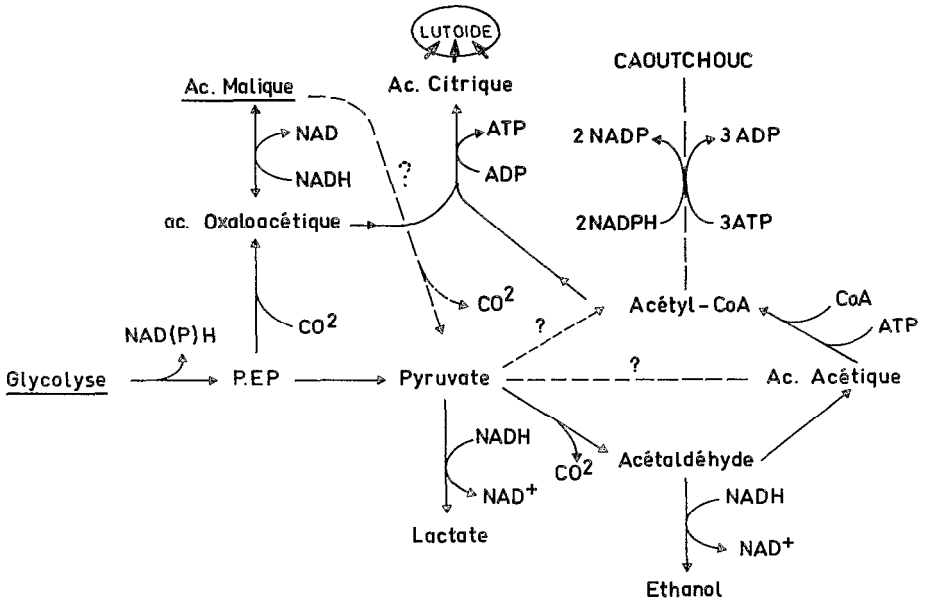 LUTOIDE
CAOUTCHOUC
Ac. Malique
Ac. Citrique
NAD
ATP
2 NADP
3 ADP
?
NADH
ADP
ac. Oxaloacétique
2NADPH
3ATP
CO2
Acétyl-CoA
CoA
NAD(P)H
CO2
?
ATP
Glycolyse
P.EP
Pyruvate
?
Ac. Acétique
NADH
CO2
Acétaldéhyde
NAD+
NADH
Lactate
NAD+
Ethanol